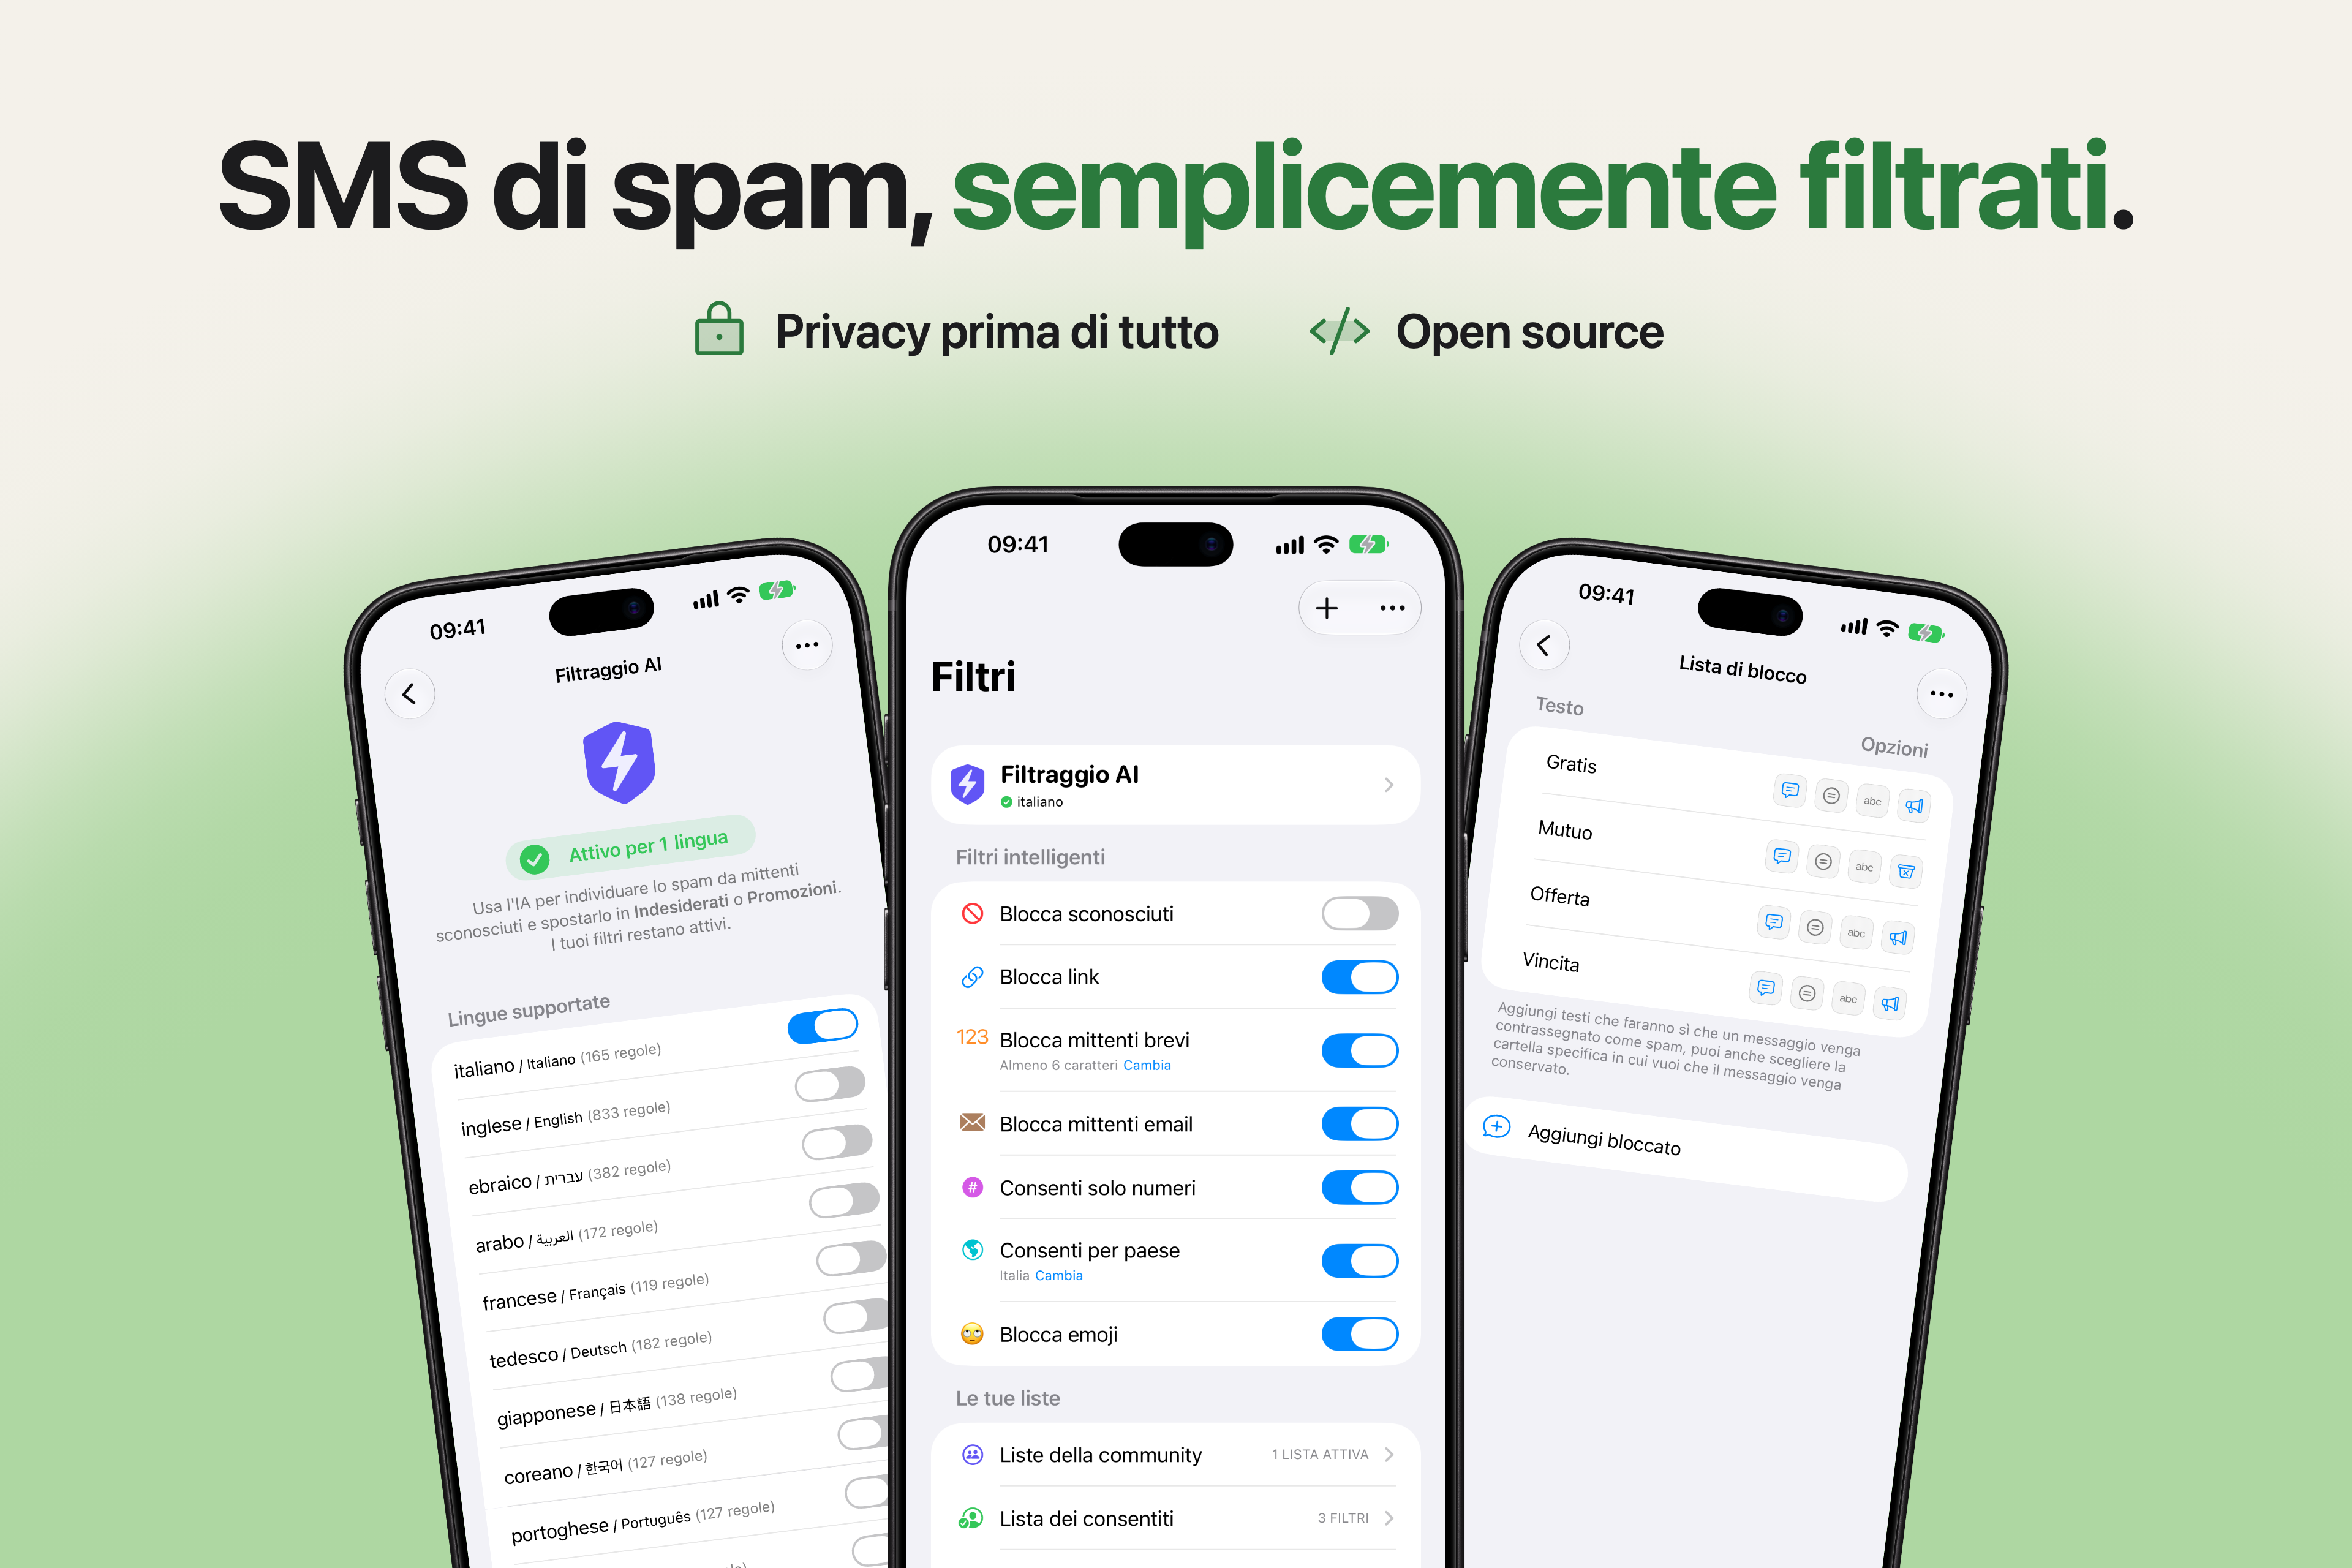 SMS di spam, semplicemente filtrati.
Privacy prima di tutto
Open source
09:41
Filtraggio AI
Attivo per 1 lingua
Usa l'IA per individuare lo spam da mittenti
sconosciuti e spostarlo in Indesiderati o Promozioni.
I tuoi filtri restano attivi.
Lingue supportate
italiano / Italiano (165 regole)
inglese / English (833 regole)
ebraico / עברית (382 regole)
arabo / العربية (172 regole)
francese / Français (119 regole)
tedesco / Deutsch (182 regole)
giapponese / 日本語 (138 regole)
coreano / 한국어 (127 regole)
portoghese / Português (127 regole)
09:41
Filtri
Filtraggio AI
italiano
Filtri intelligenti
Blocca sconosciuti
Blocca link
123 Blocca mittenti brevi
Almeno 6 caratteri Cambia
Blocca mittenti email
# Consenti solo numeri
Consenti per paese
Italia Cambia
Blocca emoji
Le tue liste
Liste della community 1 LISTA ATTIVA
Lista dei consentiti 3 FILTRI
09:41
Lista di blocco
Testo
Opzioni
Gratis abc
Mutuo abc
Offerta abc
Vincita abc
Aggiungi testi che faranno sì che un messaggio venga
contrassegnato come spam, puoi anche scegliere la
cartella specifica in cui vuoi che il messaggio venga
conservato.
Aggiungi bloccato